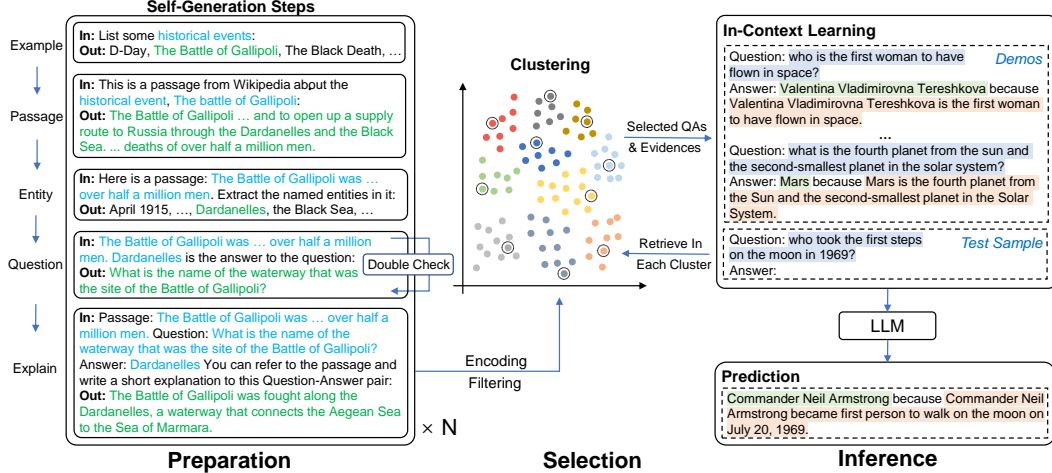 Self-Generation Steps
Example
In: List some historical events:
Out: D-Day, The Battle of Gallipoli, The Black Death, …
Passage
In: This is a passage from Wikipedia abput the
historical event, The battle of Gallipoli:
Out: The Battle of Gallipoli … and to open up a supply
route to Russia through the Dardanelles and the Black
Sea. … deaths of over half a million men.
Entity
In: Here is a passage: The Battle of Gallipoli was …
over half a million men. Extract the named entities in it:
Out: April 1915, …, Dardanelles, the Black Sea, …
Question
In: The Battle of Gallipoli was … over half a million
men. Dardanelles is the answer to the question:
Out: What is the name of the waterway that was
the site of the Battle of Gallipoli?
Double Check
Explain
In: Passage: The Battle of Gallipoli was … over half a
million men. Question: What is the name of the
waterway that was the site of the Battle of Gallipoli?
Answer: Dardanelles You can refer to the passage and
write a short explanation to this Question-Answer pair:
Out: The Battle of Gallipoli was fought along the
Dardanelles, a waterway that connects the Aegean Sea
to the Sea of Marmara.
× N
Preparation
Clustering
Encoding
Filtering
Selected QAs
& Evidences
Retrieve In
Each Cluster
Selection
In-Context Learning
Demos
Question: who is the first woman to have
flown in space?
Answer: Valentina Vladimirovna Tereshkova because
Valentina Vladimirovna Tereshkova is the first woman
to have flown in space.
…
Question: what is the fourth planet from the sun and
the second-smallest planet in the solar system?
Answer: Mars because Mars is the fourth planet from
the Sun and the second-smallest planet in the Solar
System.
Question: who took the first steps
on the moon in 1969?
Answer:
Test Sample
LLM
Prediction
Commander Neil Armstrong because Commander Neil
Armstrong became first person to walk on the moon on
July 20, 1969.
Inference